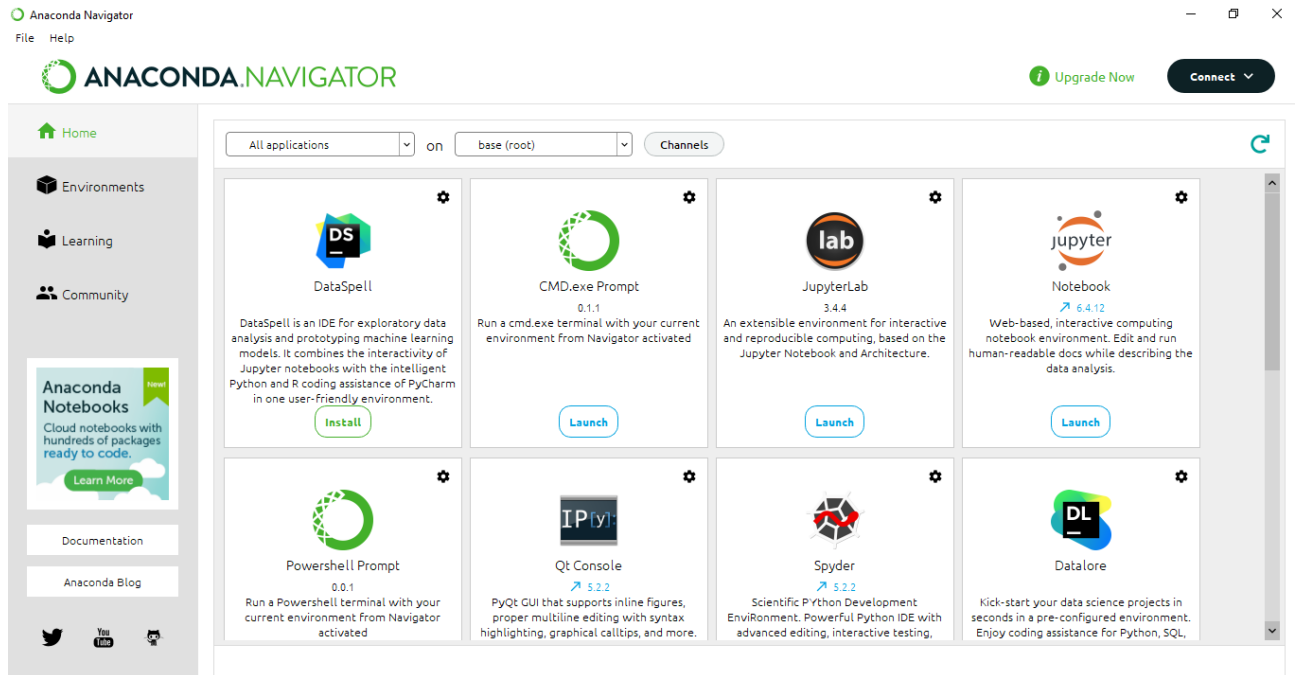 Anaconda Navigator
File Help
ANACONDA.NAVIGATOR
i Upgrade Now
Connect
Home
Environments
Learning
Community
Anaconda
Notebooks
New!
Cloud notebooks with
hundreds of packages
ready to code.
Learn More
Documentation
Anaconda Blog
You
Tube
All applications
on
base (root)
Channels
DS
DataSpell
DataSpell is an IDE for exploratory data
analysis and prototyping machine learning
models. It combines the interactivity of
Jupyter notebooks with the intelligent
Python and R coding assistance of PyCharm
in one user-friendly environment.
Install
CMD.exe Prompt
0.1.1
Run a cmd.exe terminal with your current
environment from Navigator activated
Launch
lab
JupyterLab
3.4.4
An extensible environment for interactive
and reproducible computing, based on the
Jupyter Notebook and Architecture.
Launch
jupyter
Notebook
6.4.12
Web-based, interactive computing
notebook environment. Edit and run
human-readable docs while describing the
data analysis.
Launch
Powershell Prompt
0.0.1
Run a Powershell terminal with your
current environment from Navigator
activated
IP[y]:
Qt Console
5.2.2
PyQt GUI that supports inline figures,
proper multiline editing with syntax
highlighting, graphical calltips, and more.
Spyder
5.2.2
Scientific PYthon Development
EnviRonment. Powerful Python IDE with
advanced editing, interactive testing,
DL
Datalore
Kick-start your data science projects in
seconds in a pre-configured environment.
Enjoy coding assistance for Python, SQL,